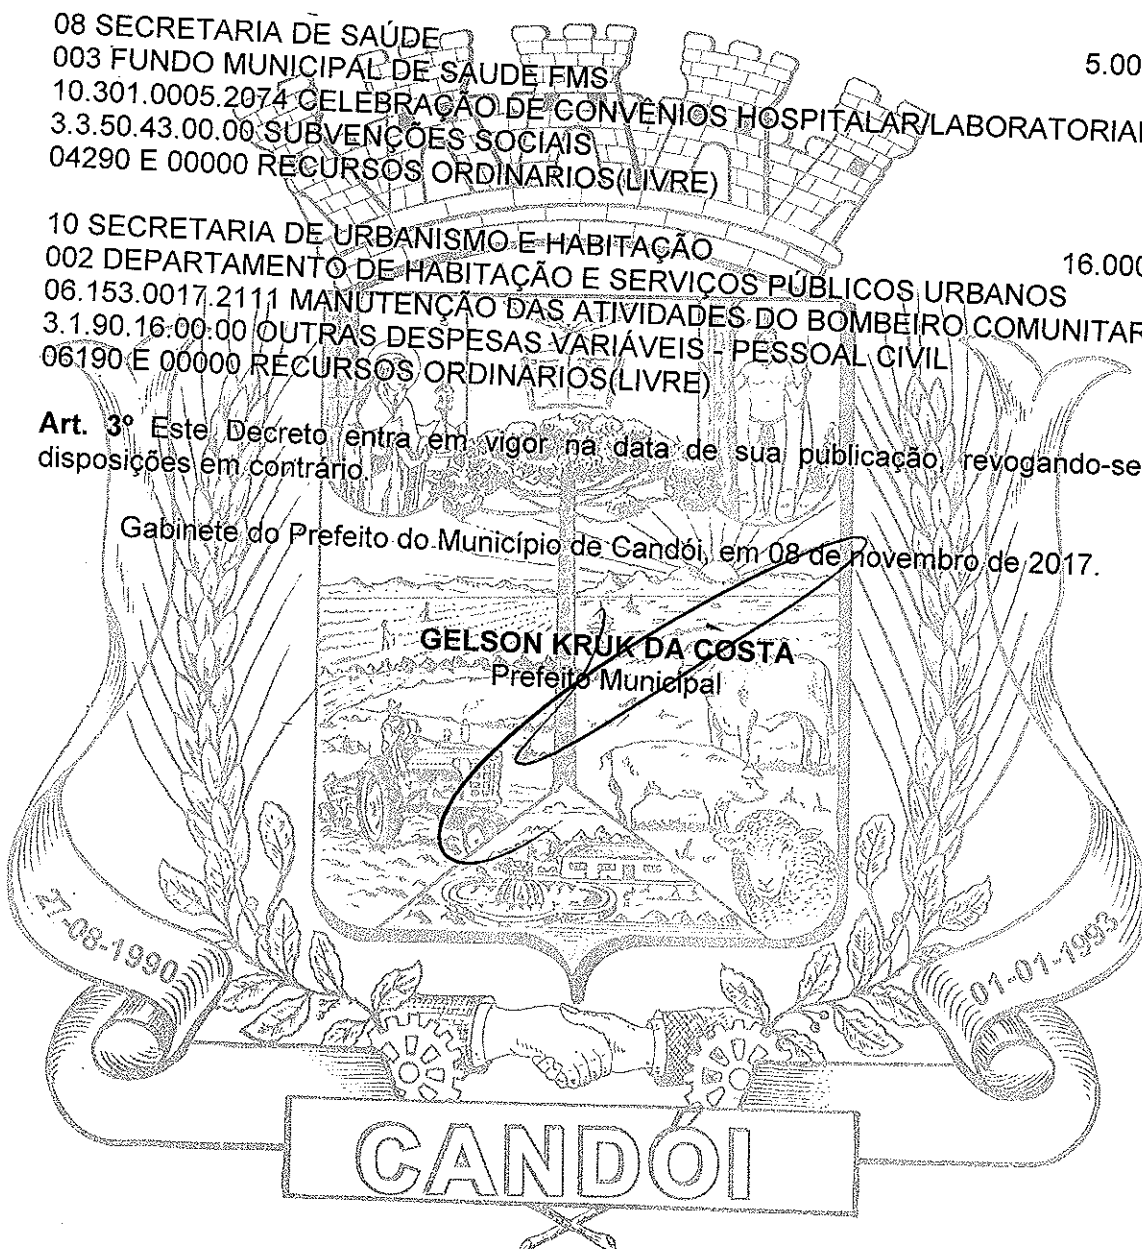 08 SECRETARIA DE SAÚDE
003 FUNDO MUNICIPAL DE SAUDE FMS 5.00
10.301.0005.2074 CELEBRAÇÃO DE CONVÊNIOS HOSPITALAR/LABORATORIAL
3.3.50.43.00.00 SUBVENÇÕES SOCIAIS
04290 E 00000 RECURSOS ORDINARIOS(LIVRE)
10 SECRETARIA DE URBANISMO E HABITAÇÃO
002 DEPARTAMENTO DE HABITAÇÃO E SERVIÇOS PÚBLICOS URBANOS 16.000
06.153.0017.2111 MANUTENÇÃO DAS ATIVIDADES DO BOMBEIRO COMUNITAR
3.1.90.16.00.00 OUTRAS DESPESAS VARIÁVEIS - PESSOAL CIVIL
06190 E 00000 RECURSOS ORDINARIOS(LIVRE)
Art. 3º Este Decreto entra em vigor na data de sua publicação, revogando-se
disposições em contrário.
Gabinete do Prefeito do Município de Candói, em 08 de novembro de 2017.
GELSON KRUK DA COSTA
Prefeito Municipal
27-08-1990
01-01-1993
CANDÓI